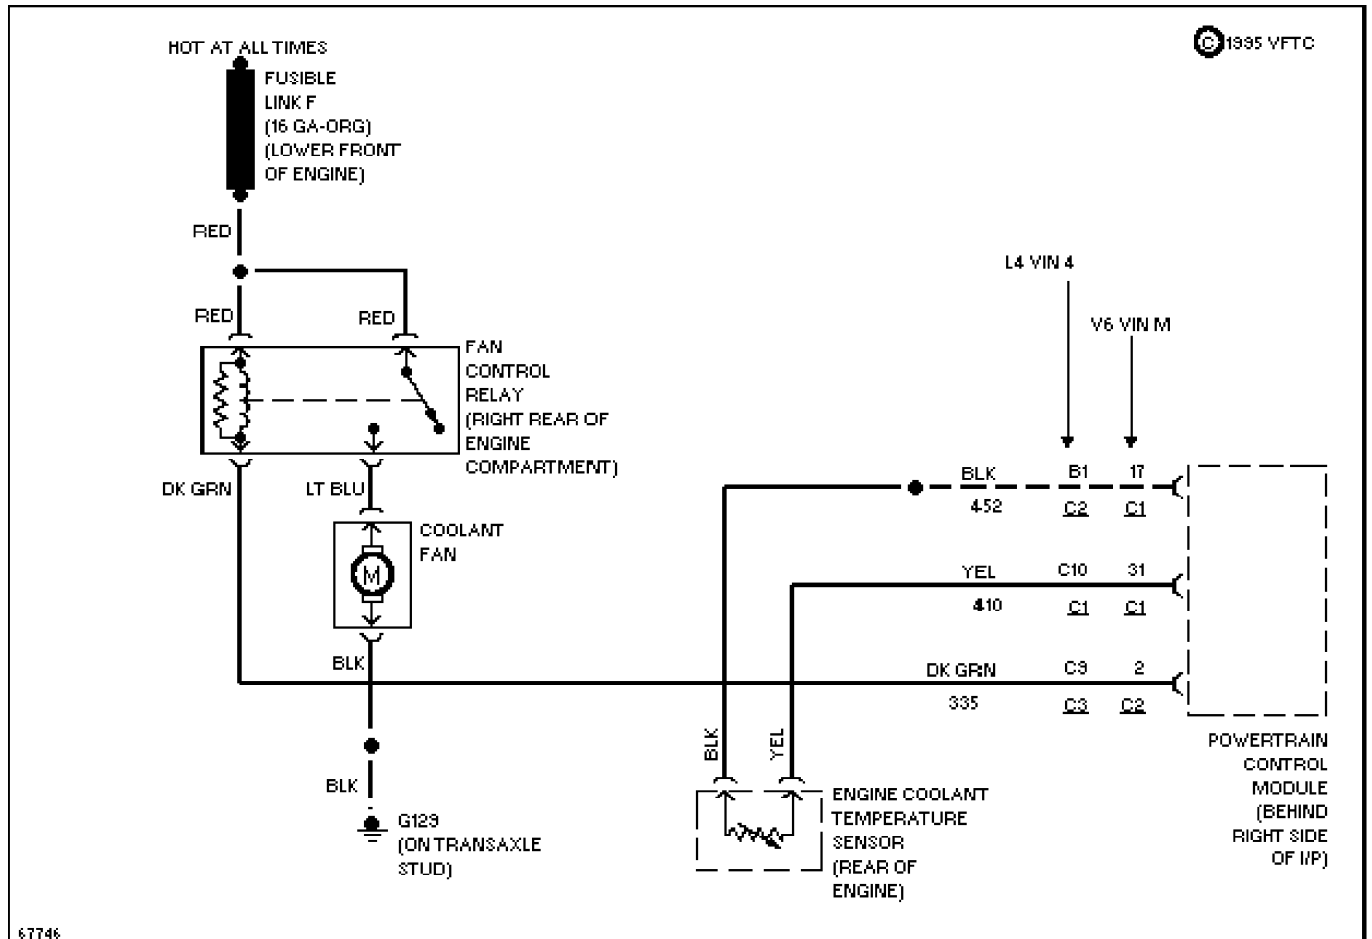 HOT AT ALL TIMES
© 1995 VFTC
FUSIBLE
LINK F
(16 GA-ORG)
(LOWER FRONT
OF ENGINE)
RED
L4 VIN 4
RED
RED
V6 VIN M
FAN
CONTROL
RELAY
(RIGHT REAR OF
ENGINE
COMPARTMENT)
BLK B1 17
DK GRN LT BLU
452 C2 C1
COOLANT
FAN
M
YEL C10 31
410 C1 C1
BLK
DK GRN C9 2
335 C3 C2
BLK YEL
POWERTRAIN
CONTROL
MODULE
(BEHIND
RIGHT SIDE
OF I/P)
BLK
ENGINE COOLANT
TEMPERATURE
SENSOR
(REAR OF
ENGINE)
G129
(ON TRANSAXLE
STUD)
67746